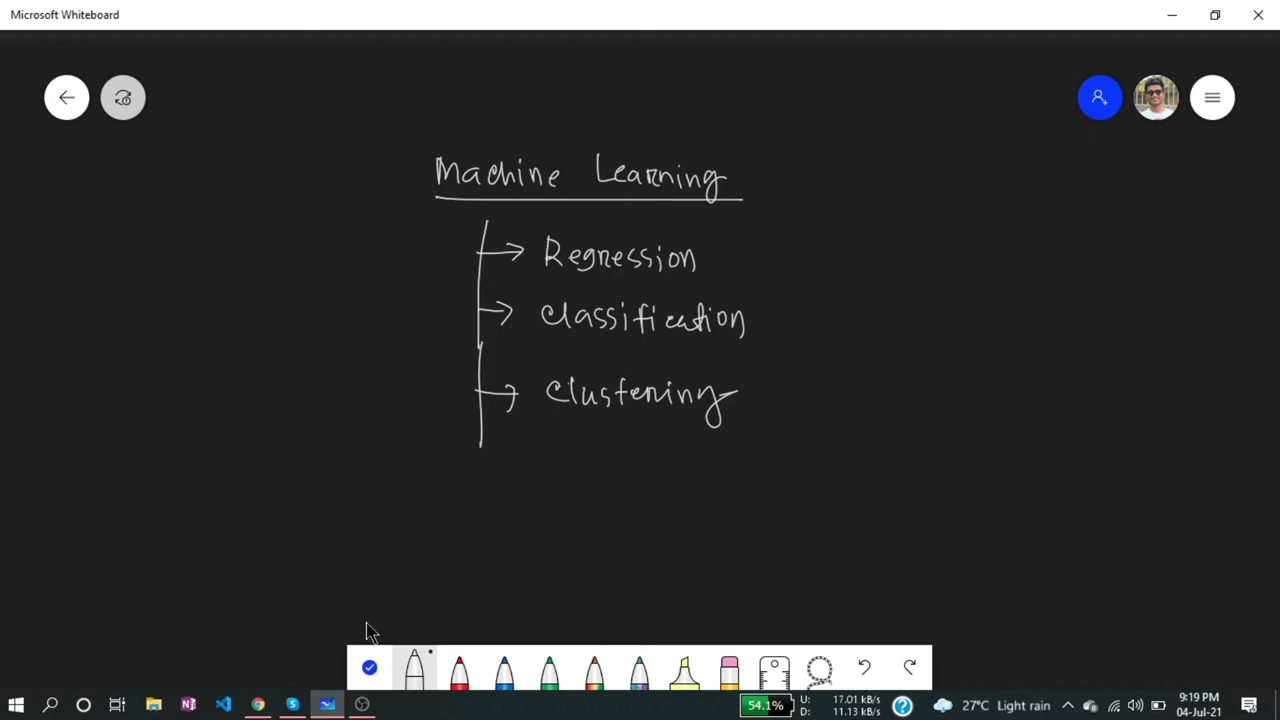 Microsoft Whiteboard
Machine Learning
Regression
Classification
Clustering
54.1%
U: 17.01 kB/s
D: 11.13 kB/s
27°C Light rain
9:19 PM
04-Jul-21